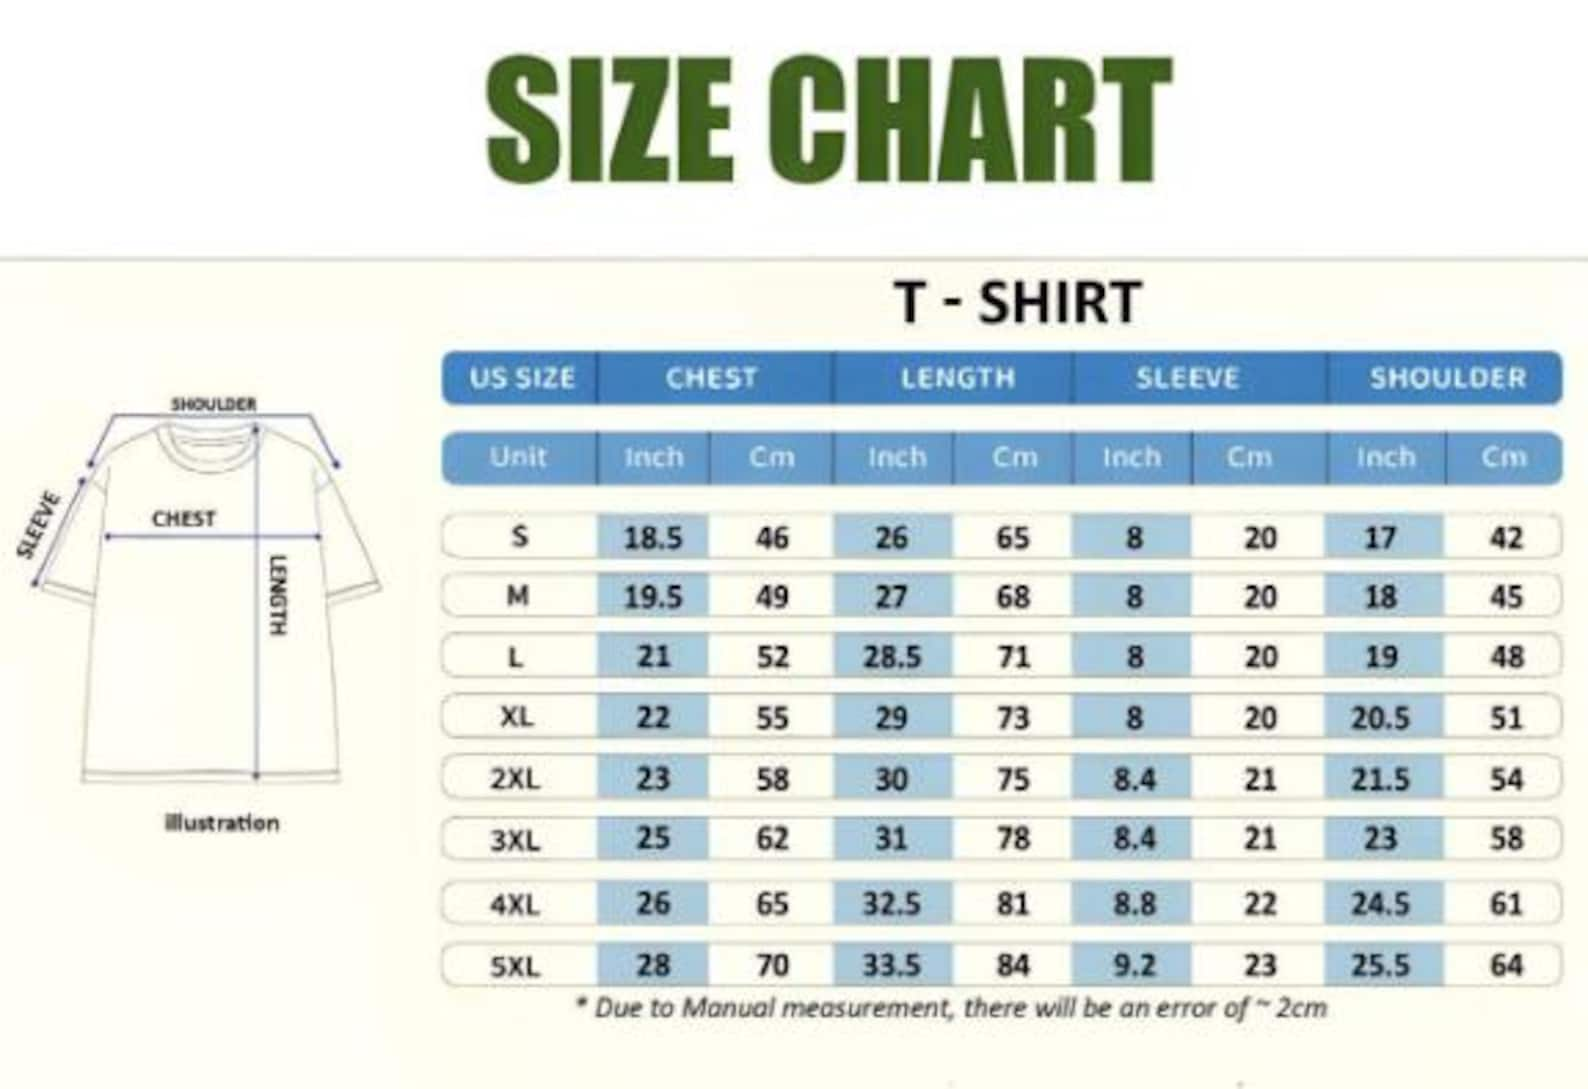 SIZE CHART
T - SHIRT
US SIZE CHEST LENGTH SLEEVE SHOULDER
Unit Inch Cm Inch Cm Inch Cm Inch Cm
S 18.5 46 26 65 8 20 17 42
M 19.5 49 27 68 8 20 18 45
L 21 52 28.5 71 8 20 19 48
XL 22 55 29 73 8 20 20.5 51
2XL 23 58 30 75 8.4 21 21.5 54
3XL 25 62 31 78 8.4 21 23 58
4XL 26 65 32.5 81 8.8 22 24.5 61
5XL 28 70 33.5 84 9.2 23 25.5 64
* Due to Manual measurement, there will be an error of ~ 2cm
SHOULDER
SLEEVE
CHEST
LENGTH
illustration